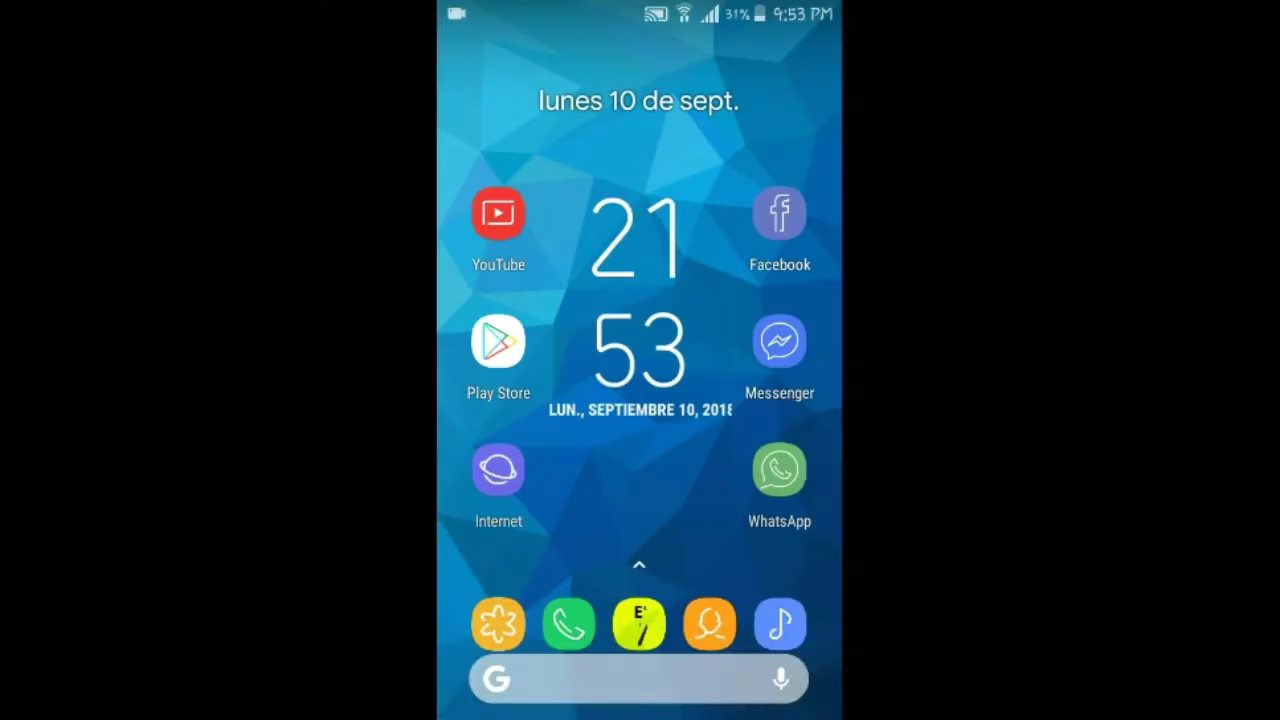 31% 9:53 PM
lunes 10 de sept.
YouTube
21
Facebook
Play Store
53
Messenger
LUN., SEPTIEMBRE 10, 2018
Internet
WhatsApp
E*
G